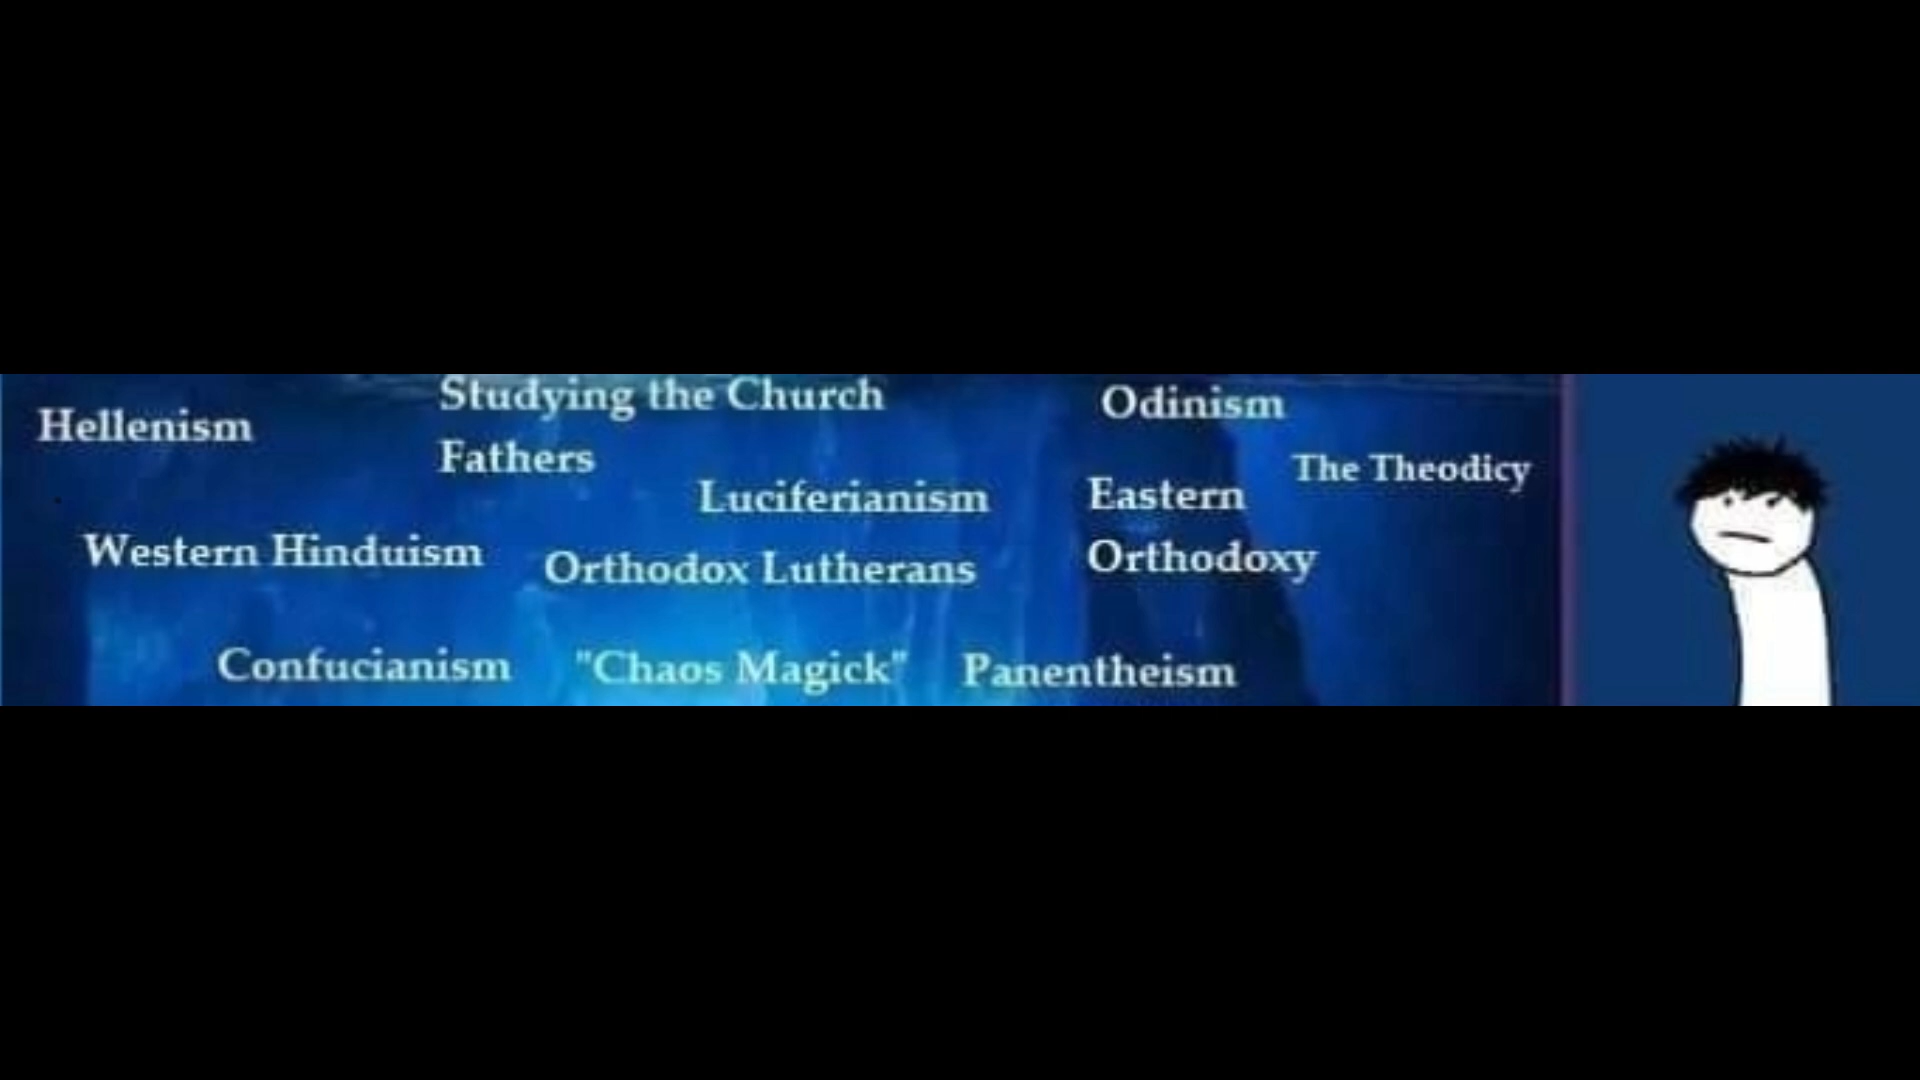 Hellenism
Studying the Church
Fathers
Odinism
The Theodicy
Luciferianism
Eastern
Orthodoxy
Western Hinduism
Orthodox Lutherans
Confucianism
"Chaos Magick"
Panentheism